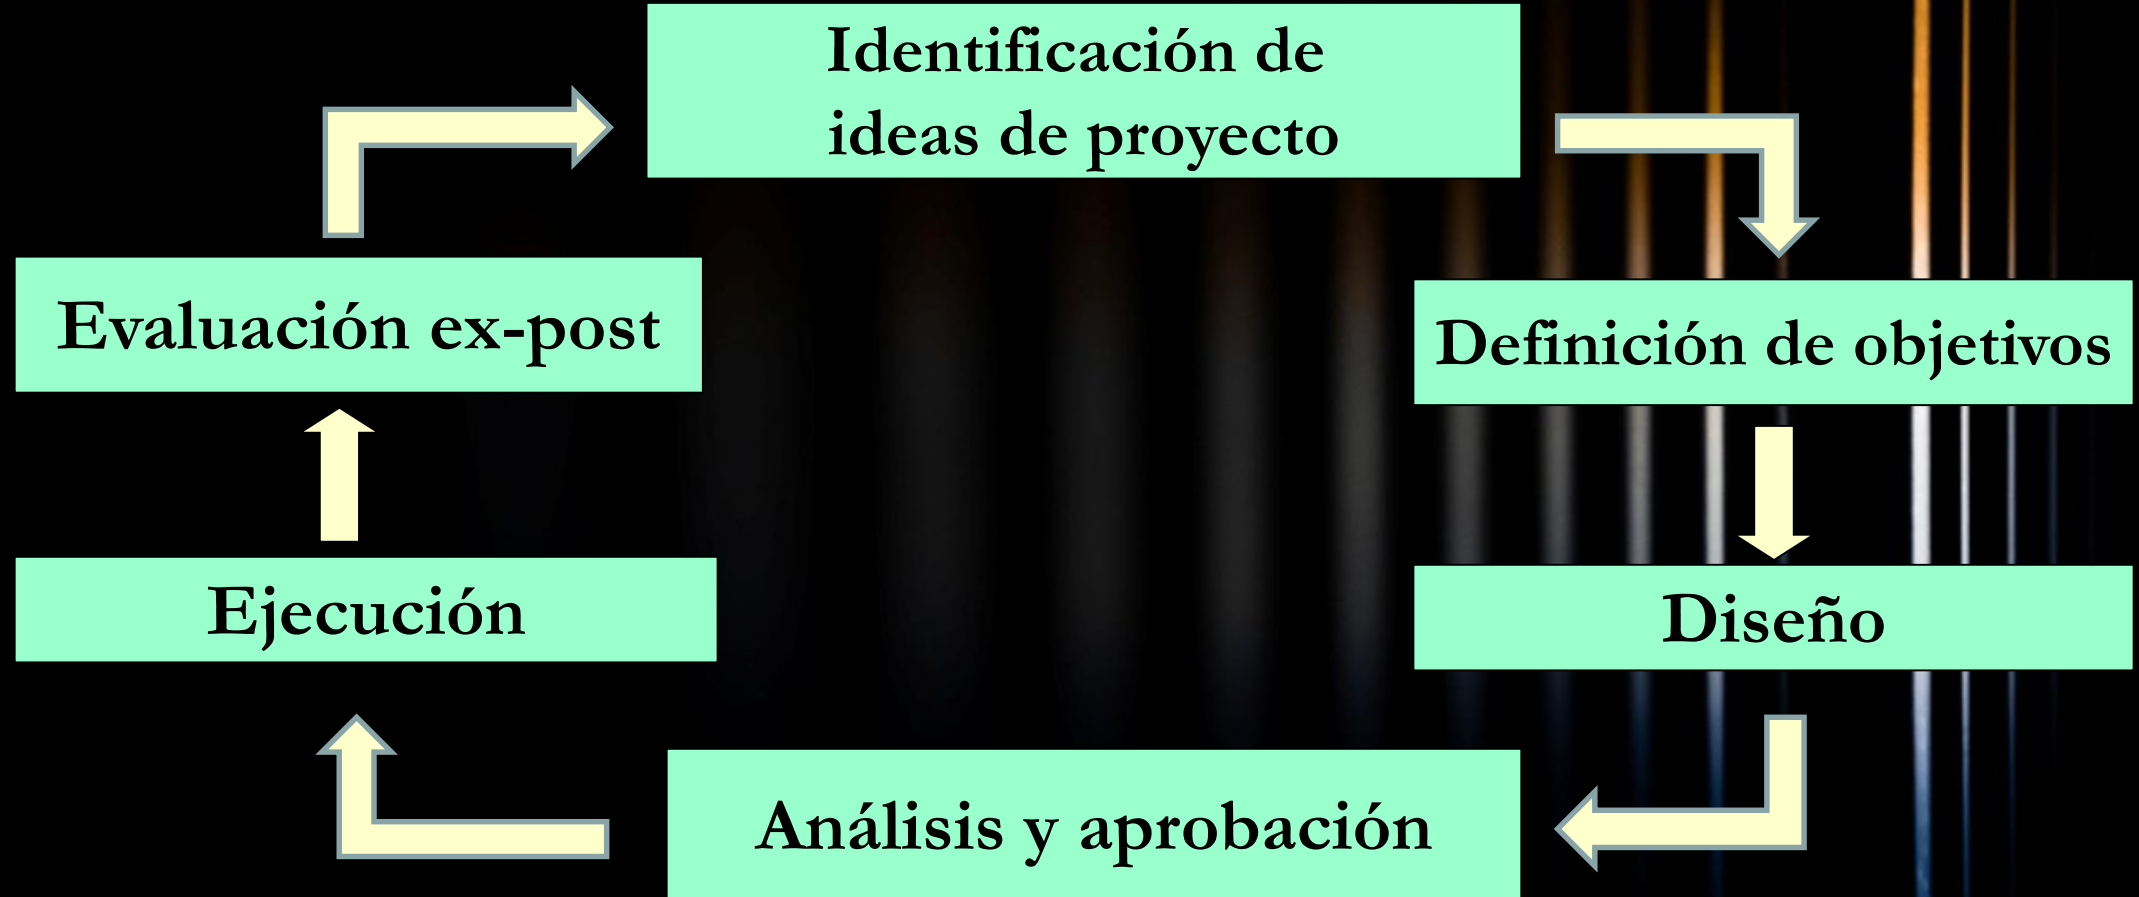 Identificación de
ideas de proyecto
Evaluación ex-post
Definición de objetivos
Ejecución
Diseño
Análisis y aprobación